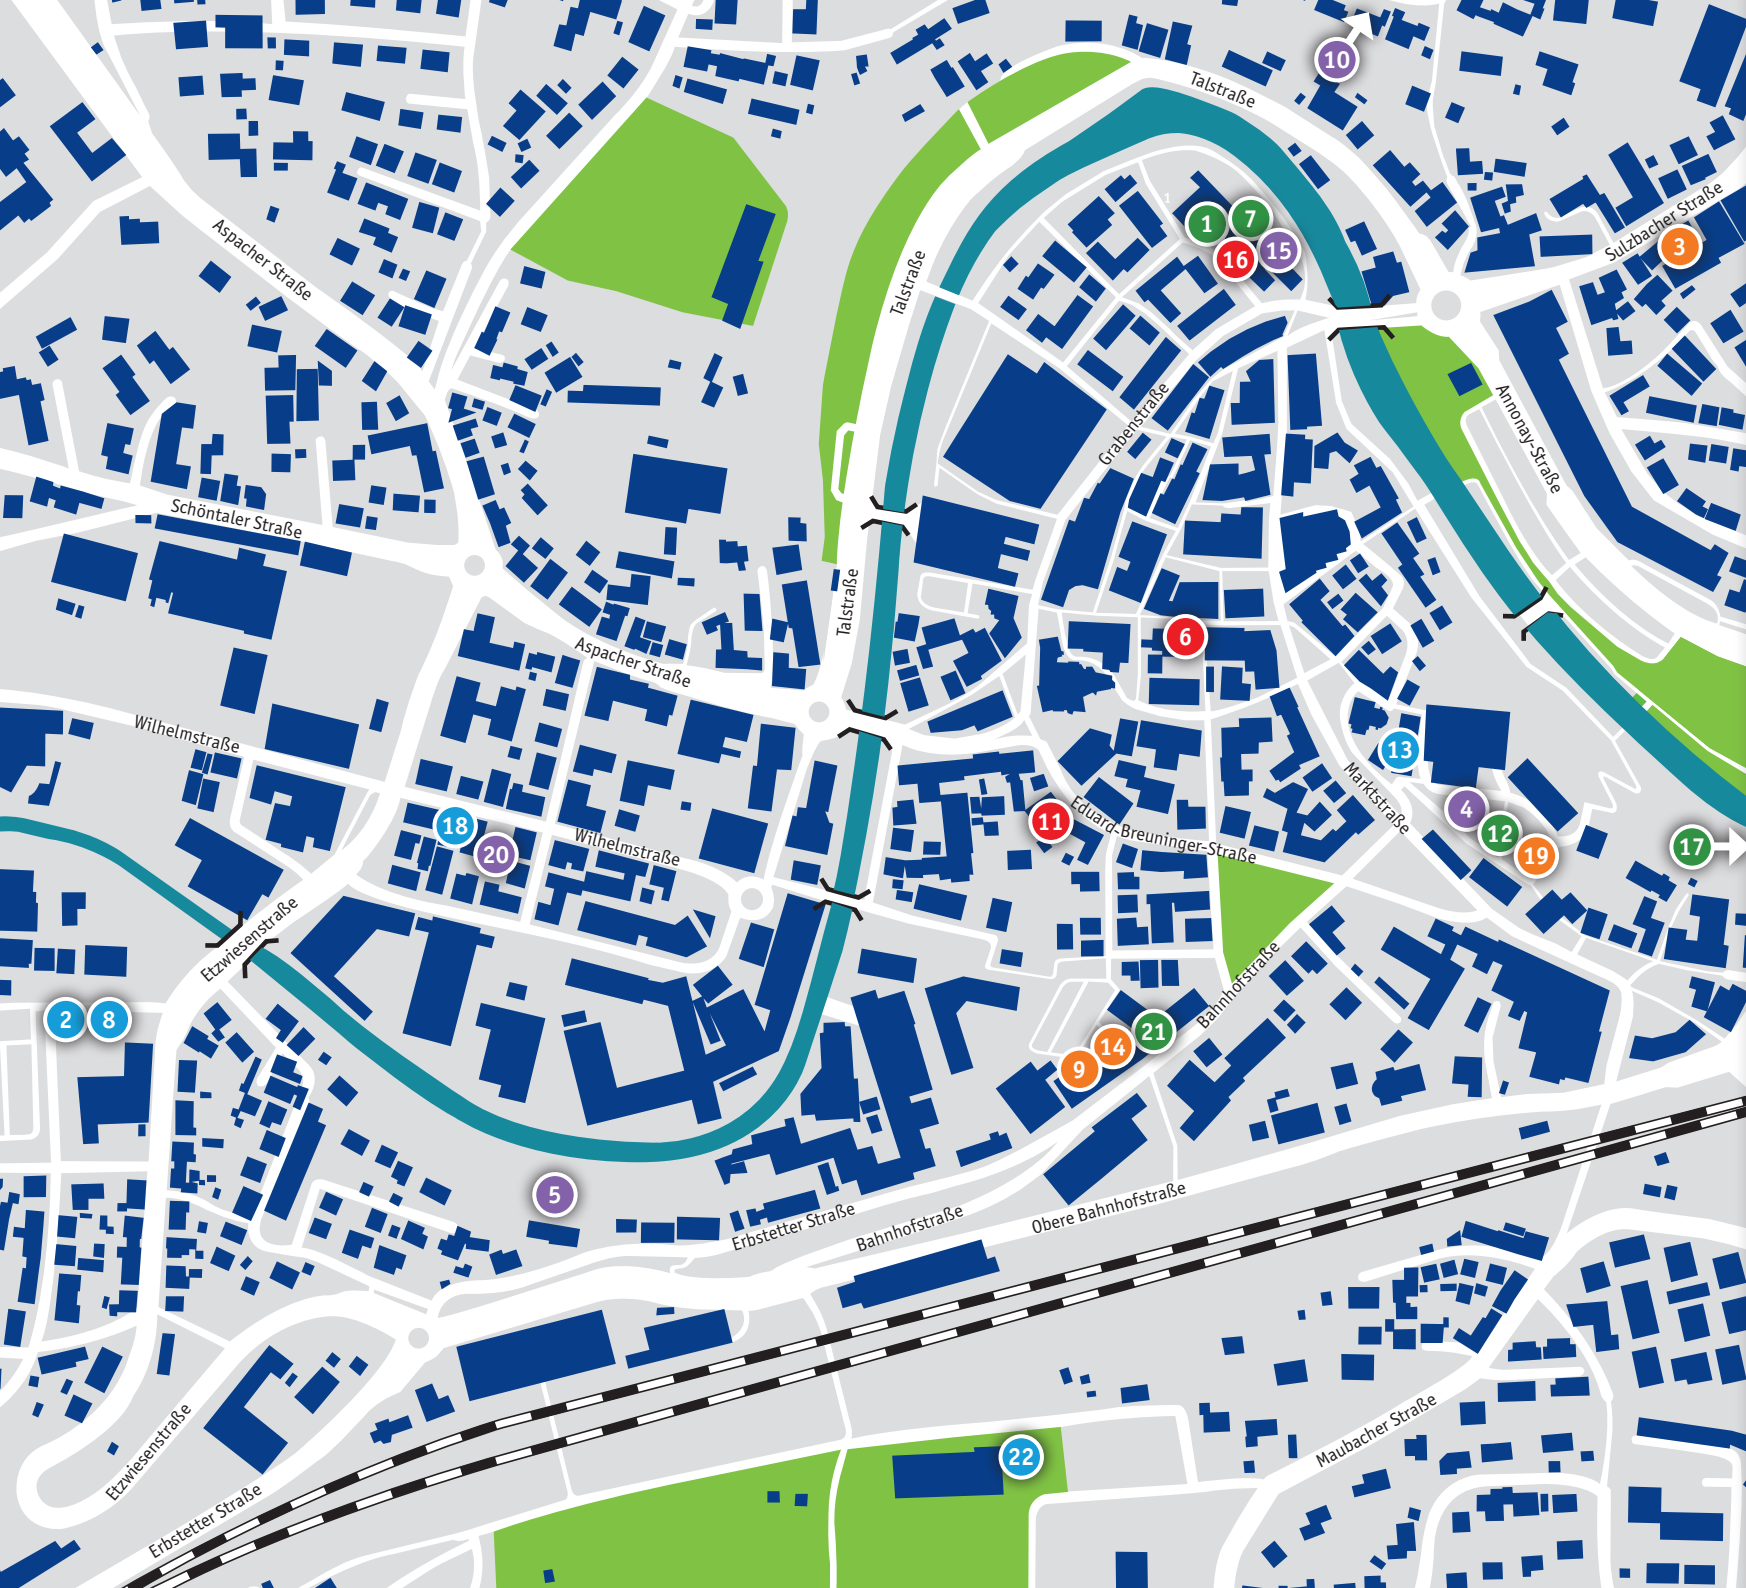 10
Talstraße
1
1
7
16
15
Sulzbacher Straße
3
Aspacher Straße
Talstraße
Annonay-Straße
Grabenstraße
Schöntaler Straße
Talstraße
6
Aspacher Straße
Wilhelmstraße
13
Marktstraße
4
12
19
17
11
Eduard-Breuninger-Straße
18
20
Wilhelmstraße
Etzwiesenstraße
Bahnhofstraße
2
8
21
14
9
5
Erbstetter Straße
Bahnhofstraße
Obere Bahnhofstraße
Maubacher Straße
22
Etzwiesenstraße
Erbstetter Straße